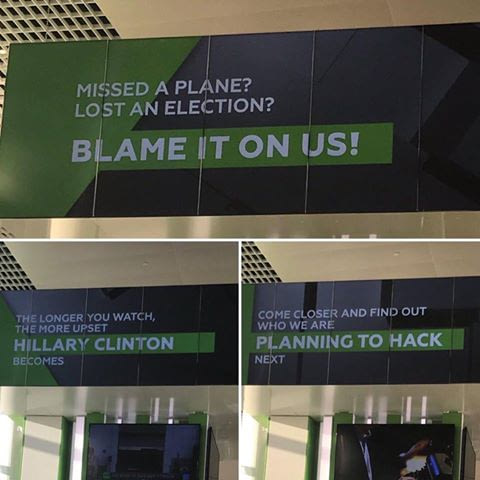 MISSED A PLANE?
LOST AN ELECTION?
BLAME IT ON US!
THE LONGER YOU WATCH,
THE MORE UPSET
HILLARY CLINTON
BECOMES
COME CLOSER AND FIND OUT
WHO WE ARE
PLANNING TO HACK
NEXT